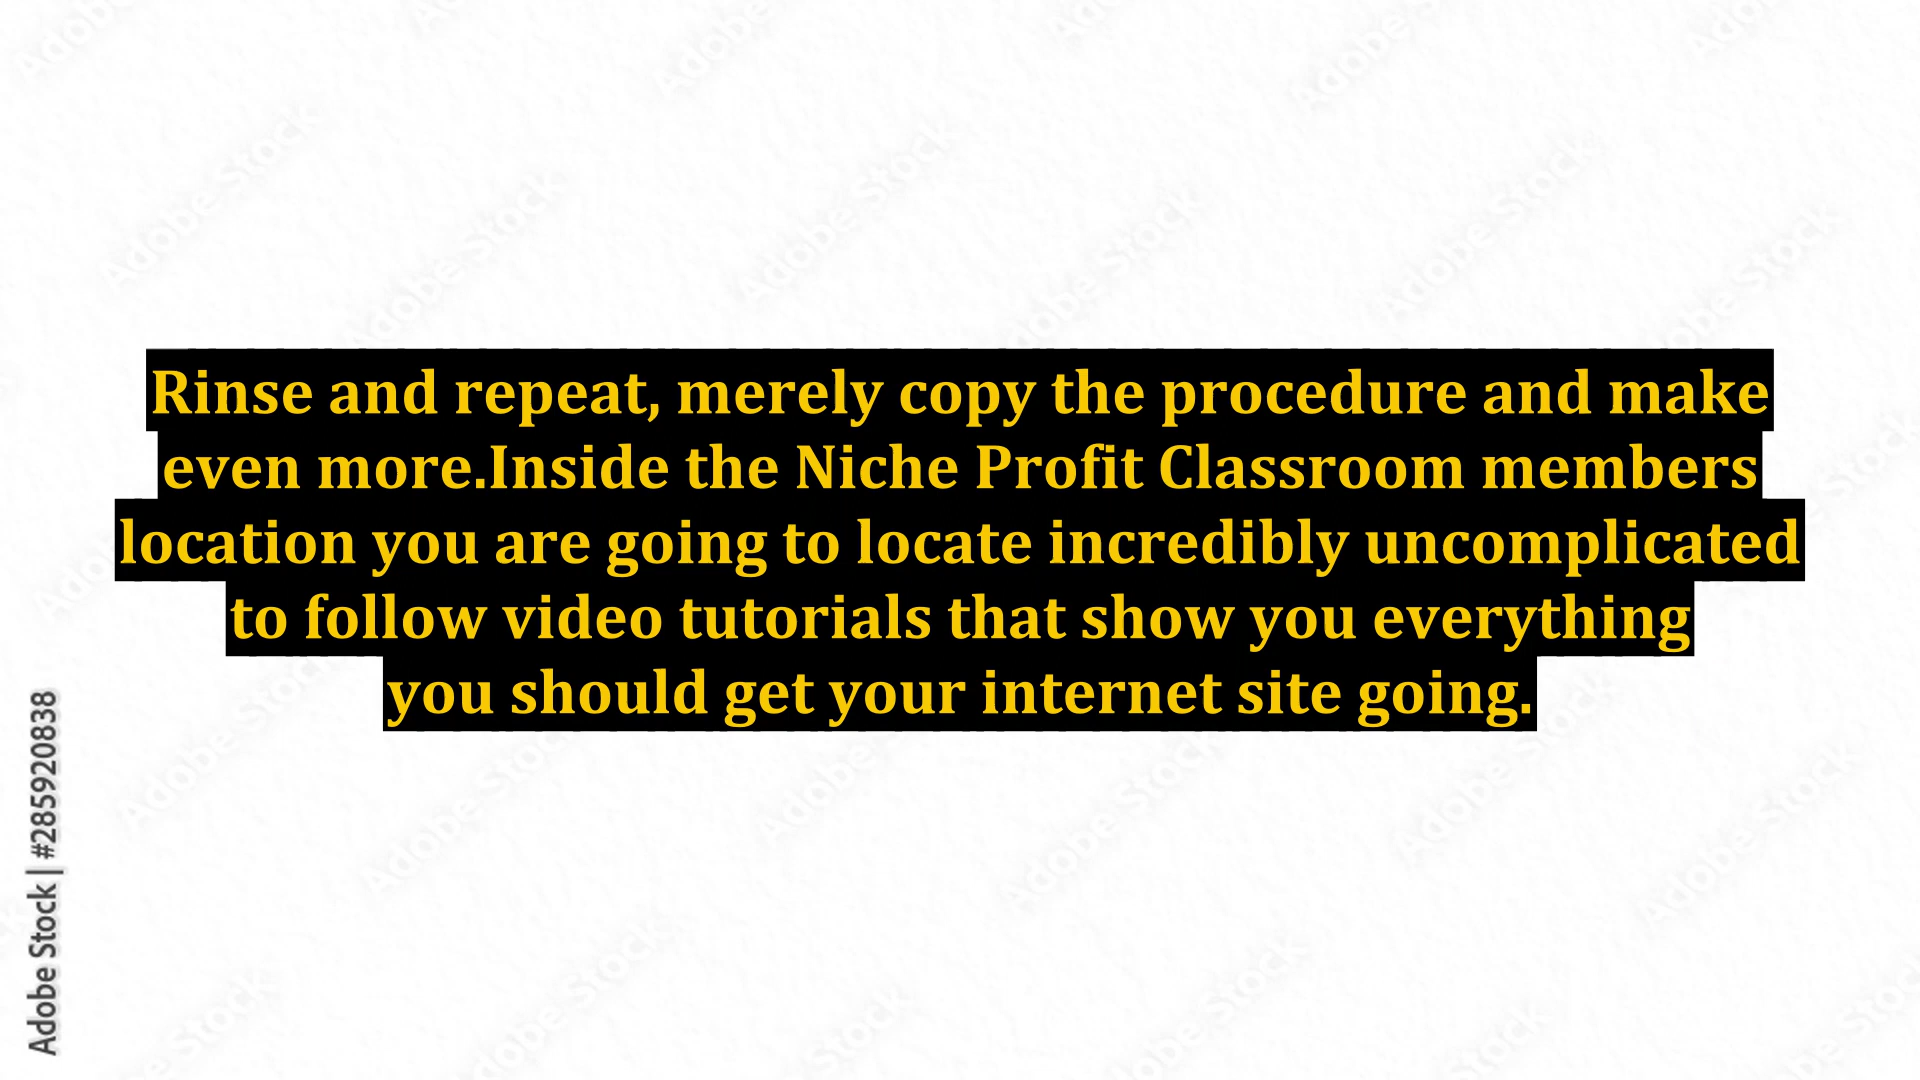 Rinse and repeat, merely copy the procedure and make
even more.Inside the Niche Profit Classroom members
location you are going to locate incredibly uncomplicated
to follow video tutorials that show you everything
you should get your internet site going.
Adobe Stock | #285920838
Adobe Stock